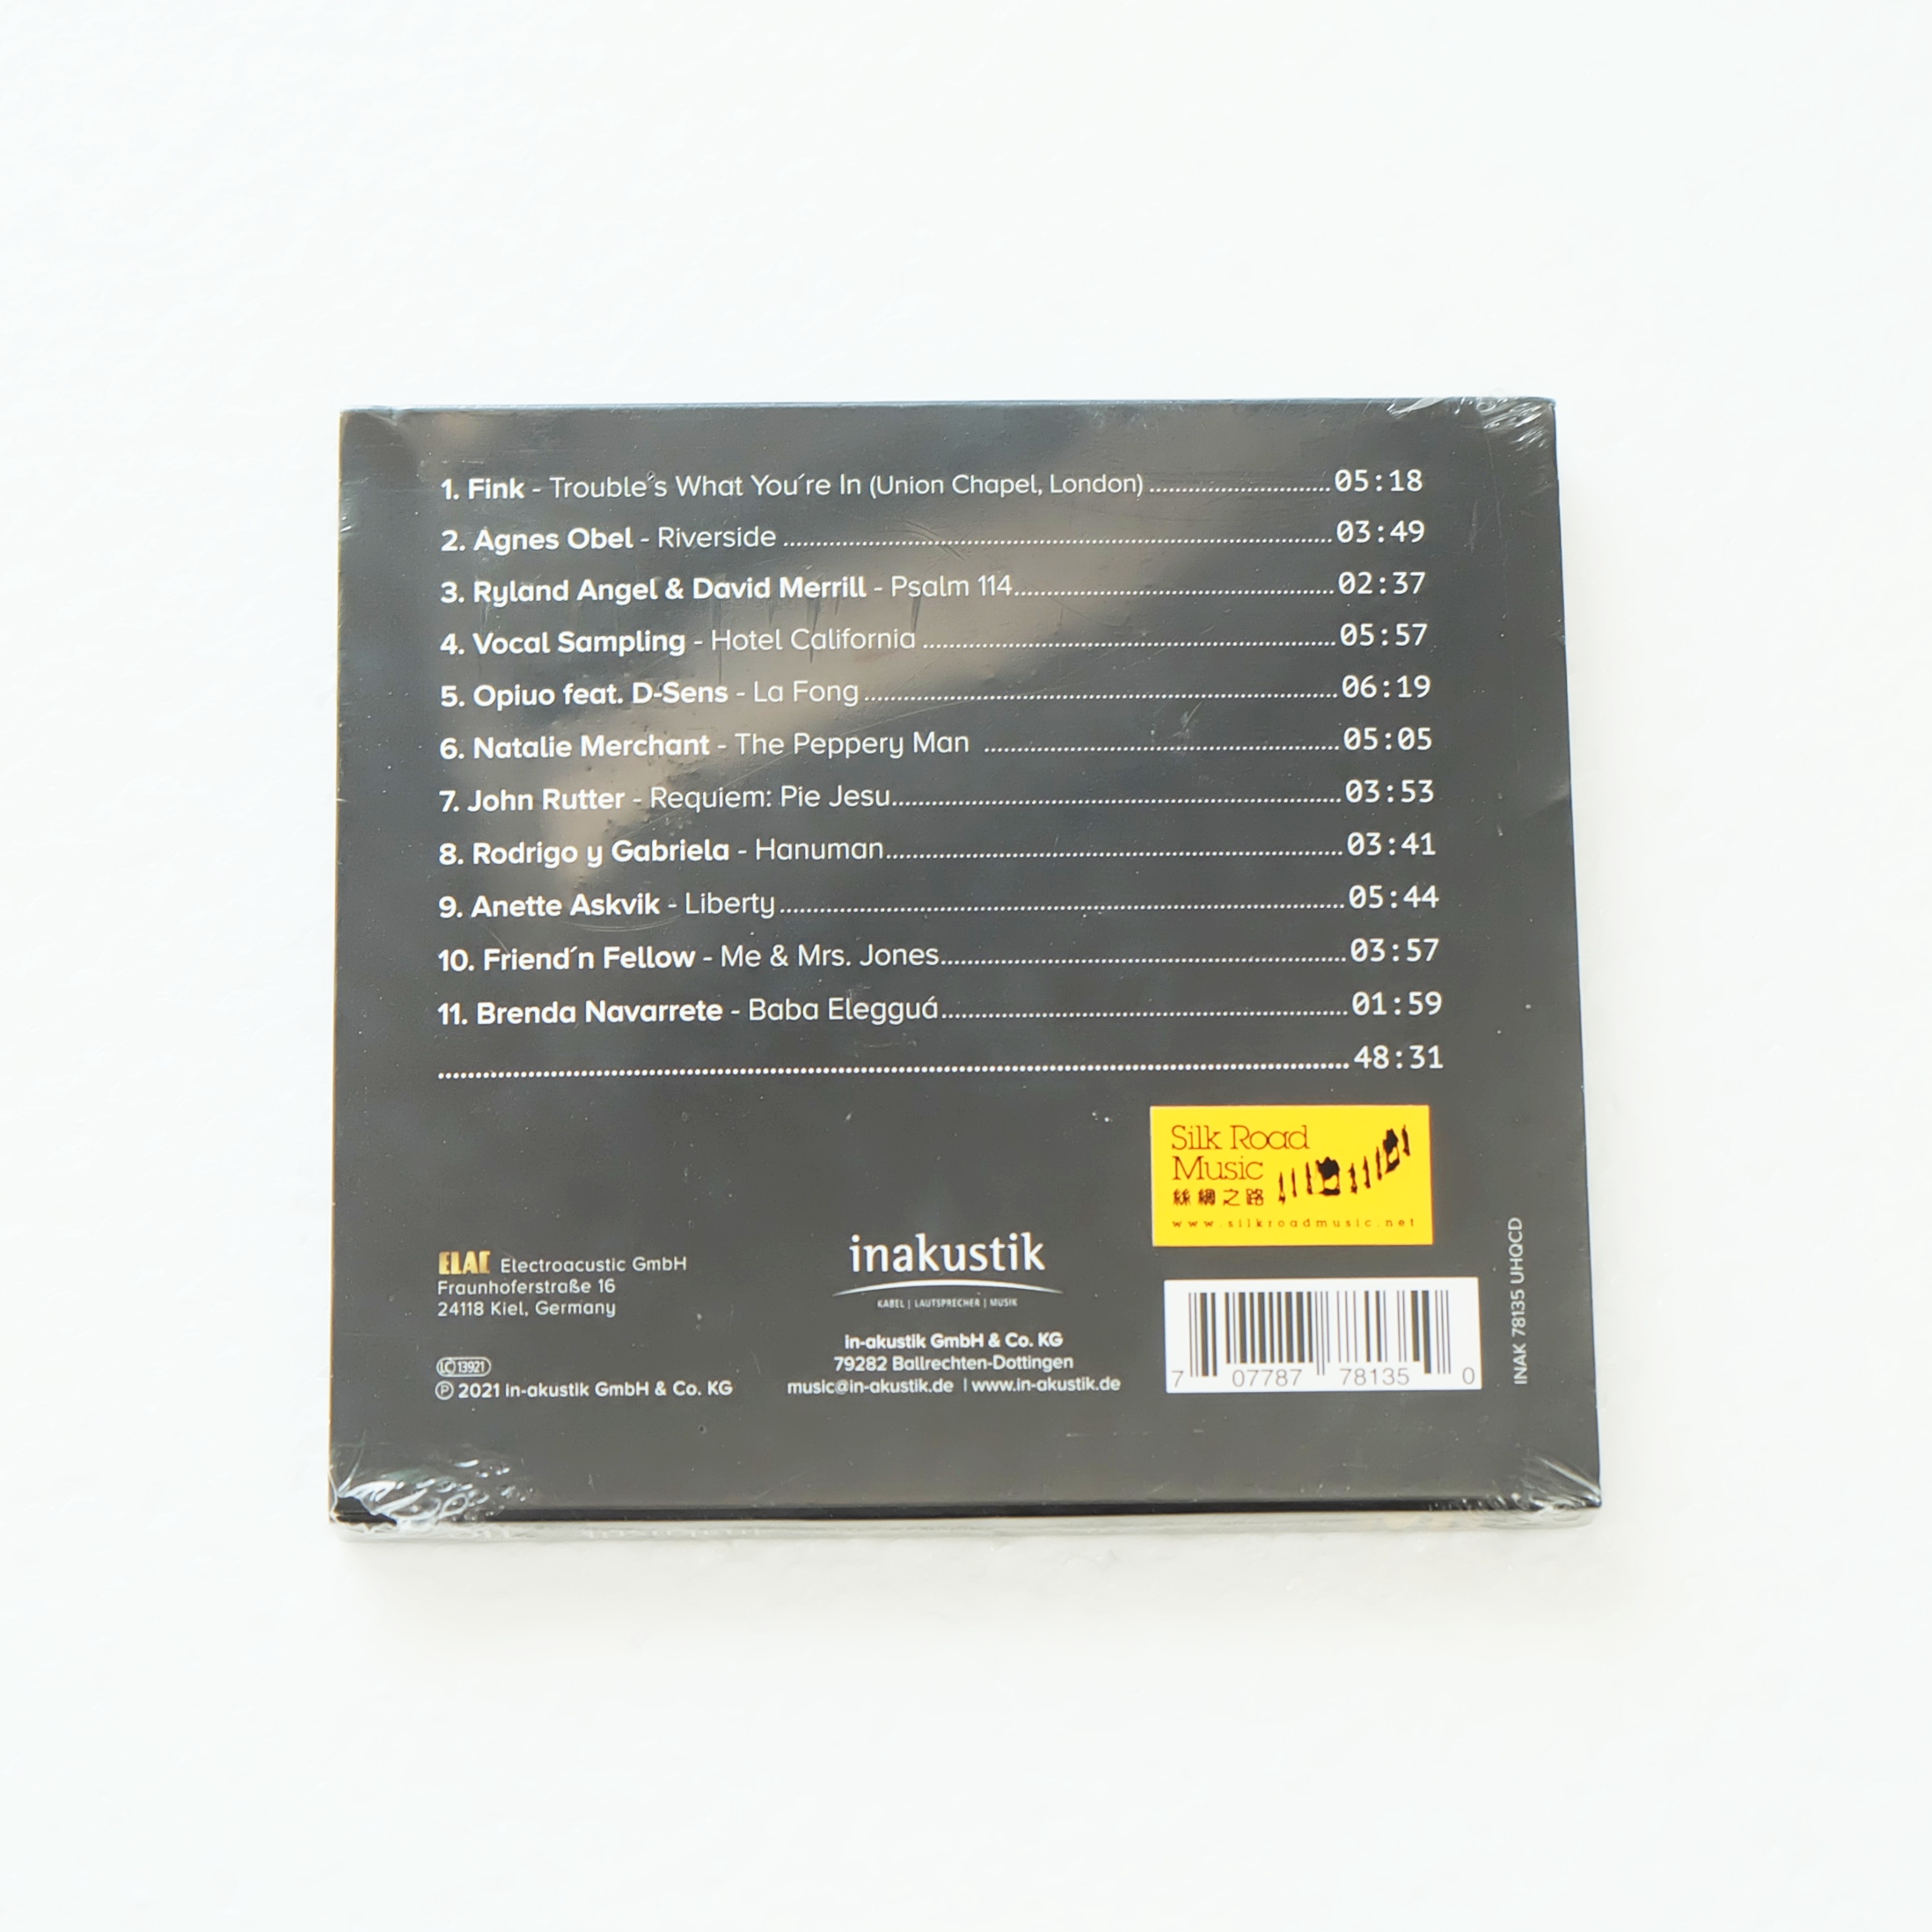 1. Fink - Trouble´s What You´re In (Union Chapel, London) ............................05:18
2. Agnes Obel - Riverside ....................................................................................03:49
3. Ryland Angel & David Merrill - Psalm 114.................................................02:37
4. Vocal Sampling - Hotel California ...............................................................05:57
5. Opiuo feat. D-Sens - La Fong.........................................................................06:19
6. Natalie Merchant - The Peppery Man ......................................................05:05
7. John Rutter - Requiem: Pie Jesu.....................................................................03:53
8. Rodrigo y Gabriela - Hanuman......................................................................03:41
9. Anette Askvik - Liberty......................................................................................05:44
10. Friend´n Fellow - Me & Mrs. Jones..............................................................03:57
11. Brenda Navarrete - Baba Elegguá..............................................................01:59
..........................................................................................................................48:31
Silk Road
Music
絲綢之路
www.silkroadmusic.net
ELAC Electroacustic GmbH
Fraunhoferstraße 16
24118 Kiel, Germany
LC 13921
℗ 2021 in-akustik GmbH & Co. KG
inakustik
KABEL | LAUTSPRECHER | MUSIK
in-akustik GmbH & Co. KG
79282 Ballrechten-Dottingen
music@in-akustik.de | www.in-akustik.de
7 07787 78135 0
INAK 78135 UHQCD